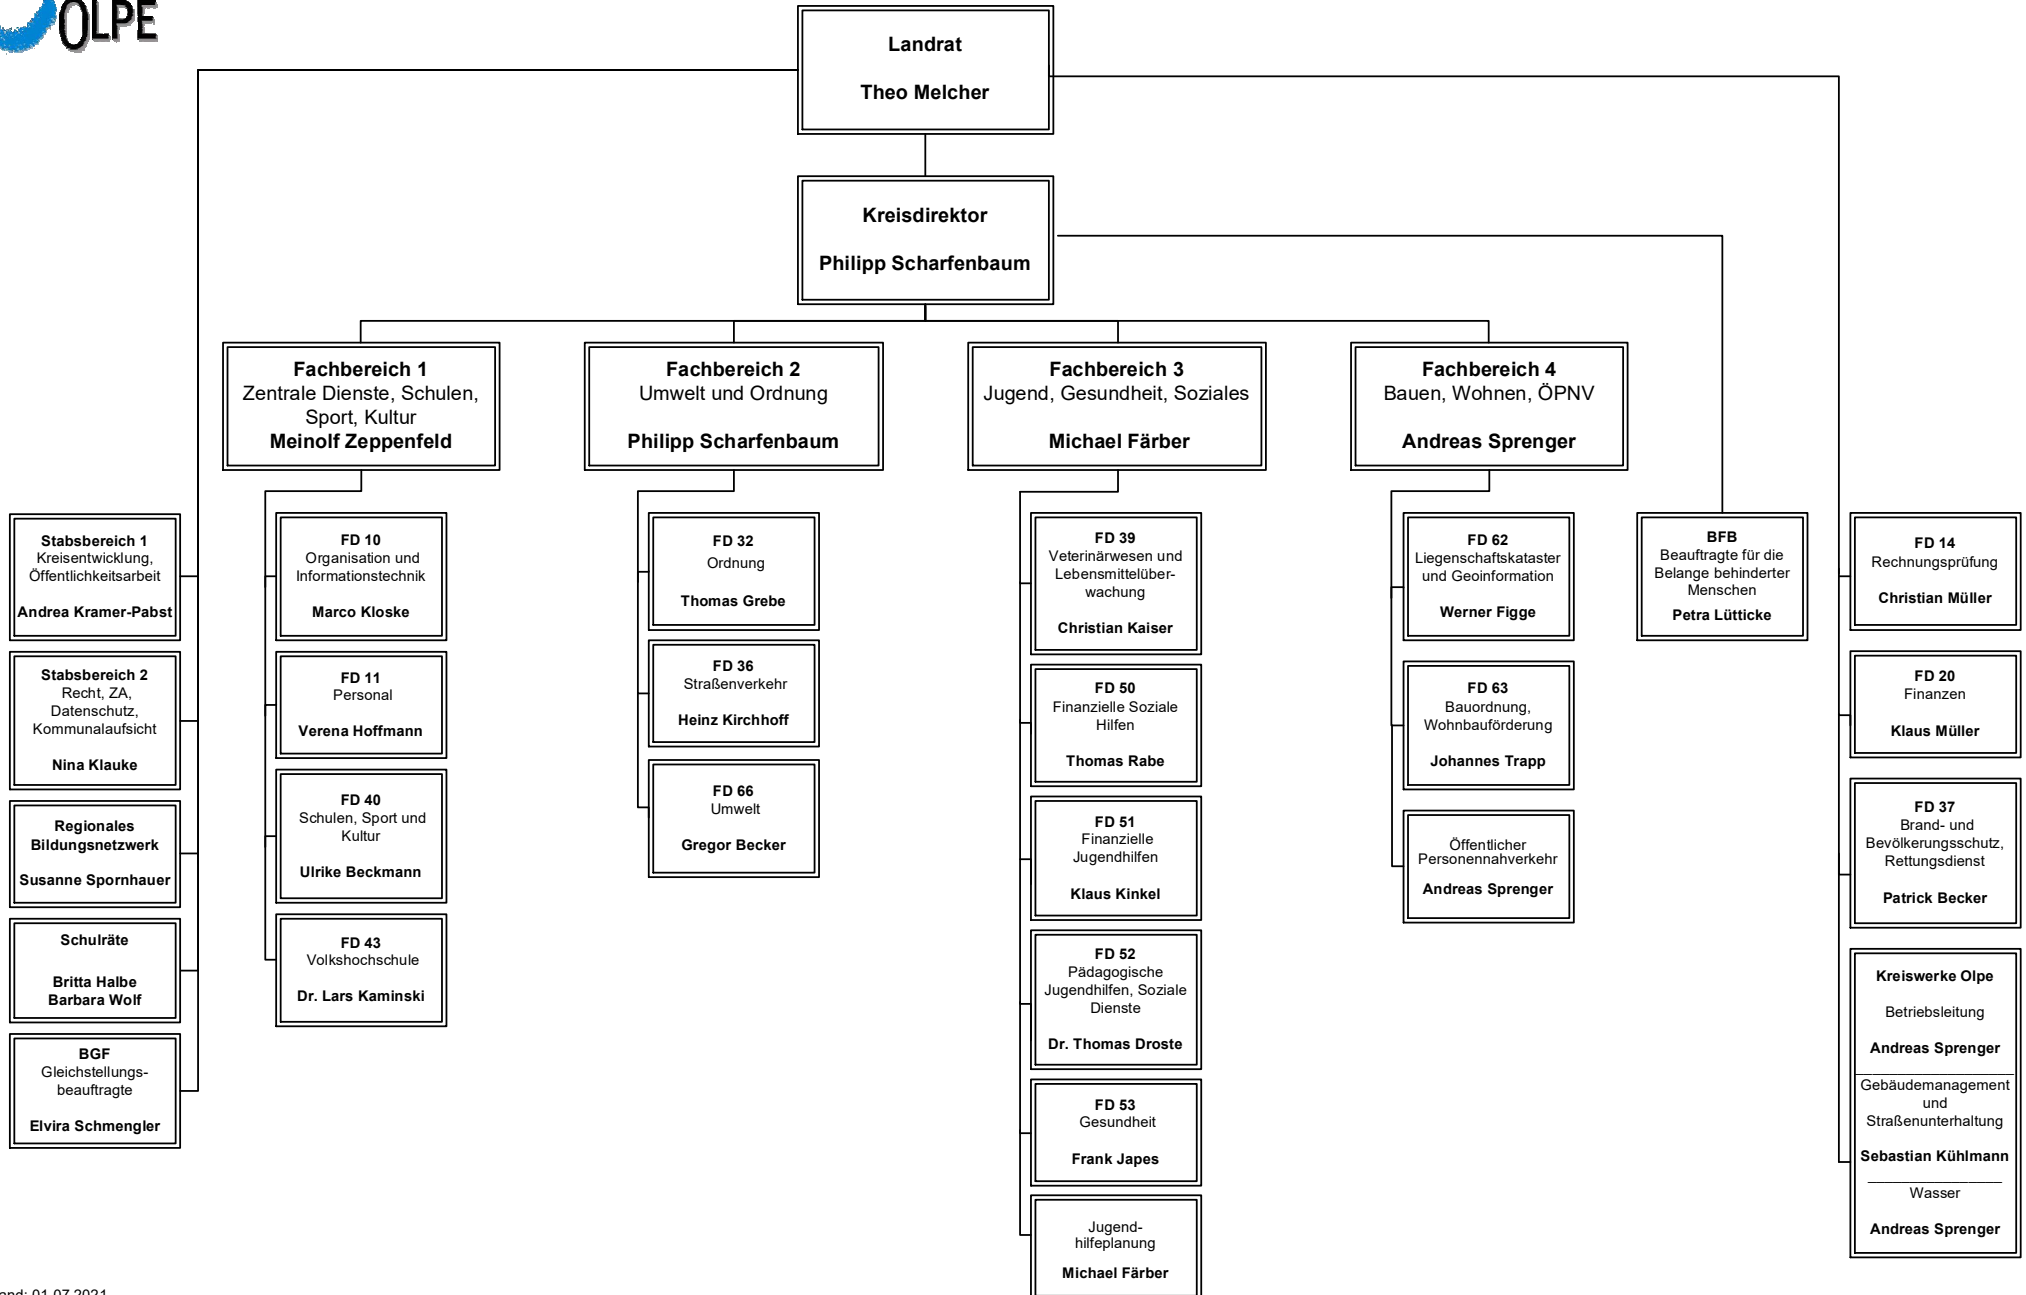 OLPE
Landrat
Theo Melcher
Kreisdirektor
Philipp Scharfenbaum
Fachbereich 1
Zentrale Dienste, Schulen,
Sport, Kultur
Meinolf Zeppenfeld
Fachbereich 2
Umwelt und Ordnung
Philipp Scharfenbaum
Fachbereich 3
Jugend, Gesundheit, Soziales
Michael Färber
Fachbereich 4
Bauen, Wohnen, ÖPNV
Andreas Sprenger
Stabsbereich 1
Kreisentwicklung,
Öffentlichkeitsarbeit
Andrea Kramer-Pabst
Stabsbereich 2
Recht, ZA,
Datenschutz,
Kommunalaufsicht
Nina Klauke
Regionales
Bildungsnetzwerk
Susanne Spornhauer
Schulräte
Britta Halbe
Barbara Wolf
BGF
Gleichstellungs-
beauftragte
Elvira Schmengler
FD 10
Organisation und
Informationstechnik
Marco Kloske
FD 11
Personal
Verena Hoffmann
FD 40
Schulen, Sport und
Kultur
Ulrike Beckmann
FD 43
Volkshochschule
Dr. Lars Kaminski
FD 32
Ordnung
Thomas Grebe
FD 36
Straßenverkehr
Heinz Kirchhoff
FD 66
Umwelt
Gregor Becker
FD 39
Veterinärwesen und
Lebensmittelüber-
wachung
Christian Kaiser
FD 50
Finanzielle Soziale
Hilfen
Thomas Rabe
FD 51
Finanzielle
Jugendhilfen
Klaus Kinkel
FD 52
Pädagogische
Jugendhilfen, Soziale
Dienste
Dr. Thomas Droste
FD 53
Gesundheit
Frank Japes
Jugend-
hilfeplanung
Michael Färber
FD 62
Liegenschaftskataster
und Geoinformation
Werner Figge
FD 63
Bauordnung,
Wohnbauförderung
Johannes Trapp
Öffentlicher
Personennahverkehr
Andreas Sprenger
BFB
Beauftragte für die
Belange behinderter
Menschen
Petra Lütticke
FD 14
Rechnungsprüfung
Christian Müller
FD 20
Finanzen
Klaus Müller
FD 37
Brand- und
Bevölkerungsschutz,
Rettungsdienst
Patrick Becker
Kreiswerke Olpe
Betriebsleitung
Andreas Sprenger
Gebäudemanagement
und
Straßenunterhaltung
Sebastian Kühlmann
Wasser
Andreas Sprenger
and: 01.07.2021